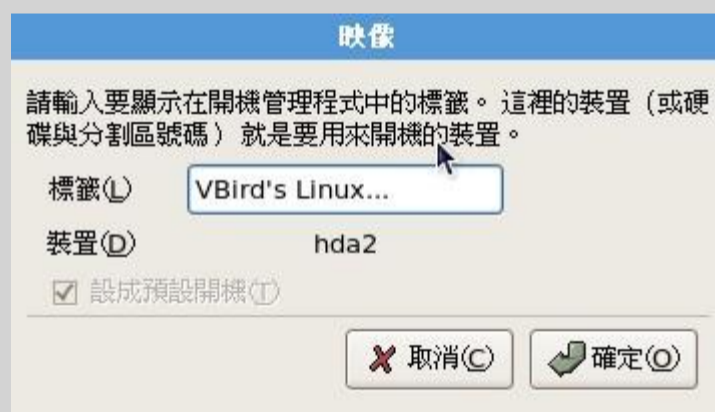 映像
請輸入要顯示在開機管理程式中的標籤。 這裡的裝置（或硬
碟與分割區號碼）就是要用來開機的裝置。
標籤(L) VBird's Linux...
裝置(D) hda2
設成預設開機(T)
取消(C) 確定(O)